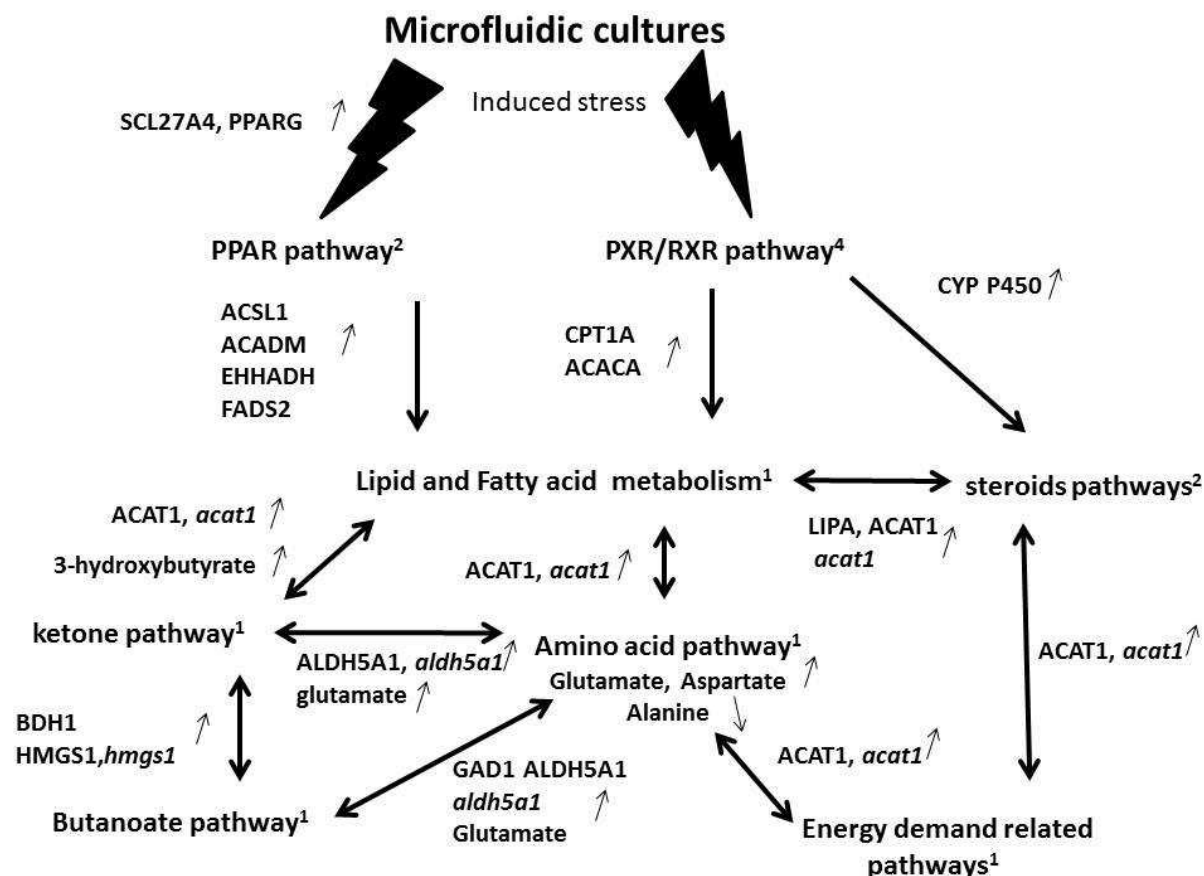 Microfluidic cultures
Induced stress
SCL27A4, PPARG
PPAR pathway²
PXR/RXR pathway⁴
CYP P450
ACSL1
ACADM
EHHADH
FADS2
CPT1A
ACACA
Lipid and Fatty acid metabolism¹
steroids pathways²
ACAT1, acat1
3-hydroxybutyrate
ACAT1, acat1
LIPA, ACAT1
acat1
ketone pathway¹
ALDH5A1, aldh5a1
glutamate
Amino acid pathway¹
Glutamate, Aspartate
Alanine
ACAT1, acat1
BDH1
HMGS1,hmgs1
GAD1 ALDH5A1
aldh5a1
Glutamate
ACAT1, acat1
Butanoate pathway¹
Energy demand related
pathways¹